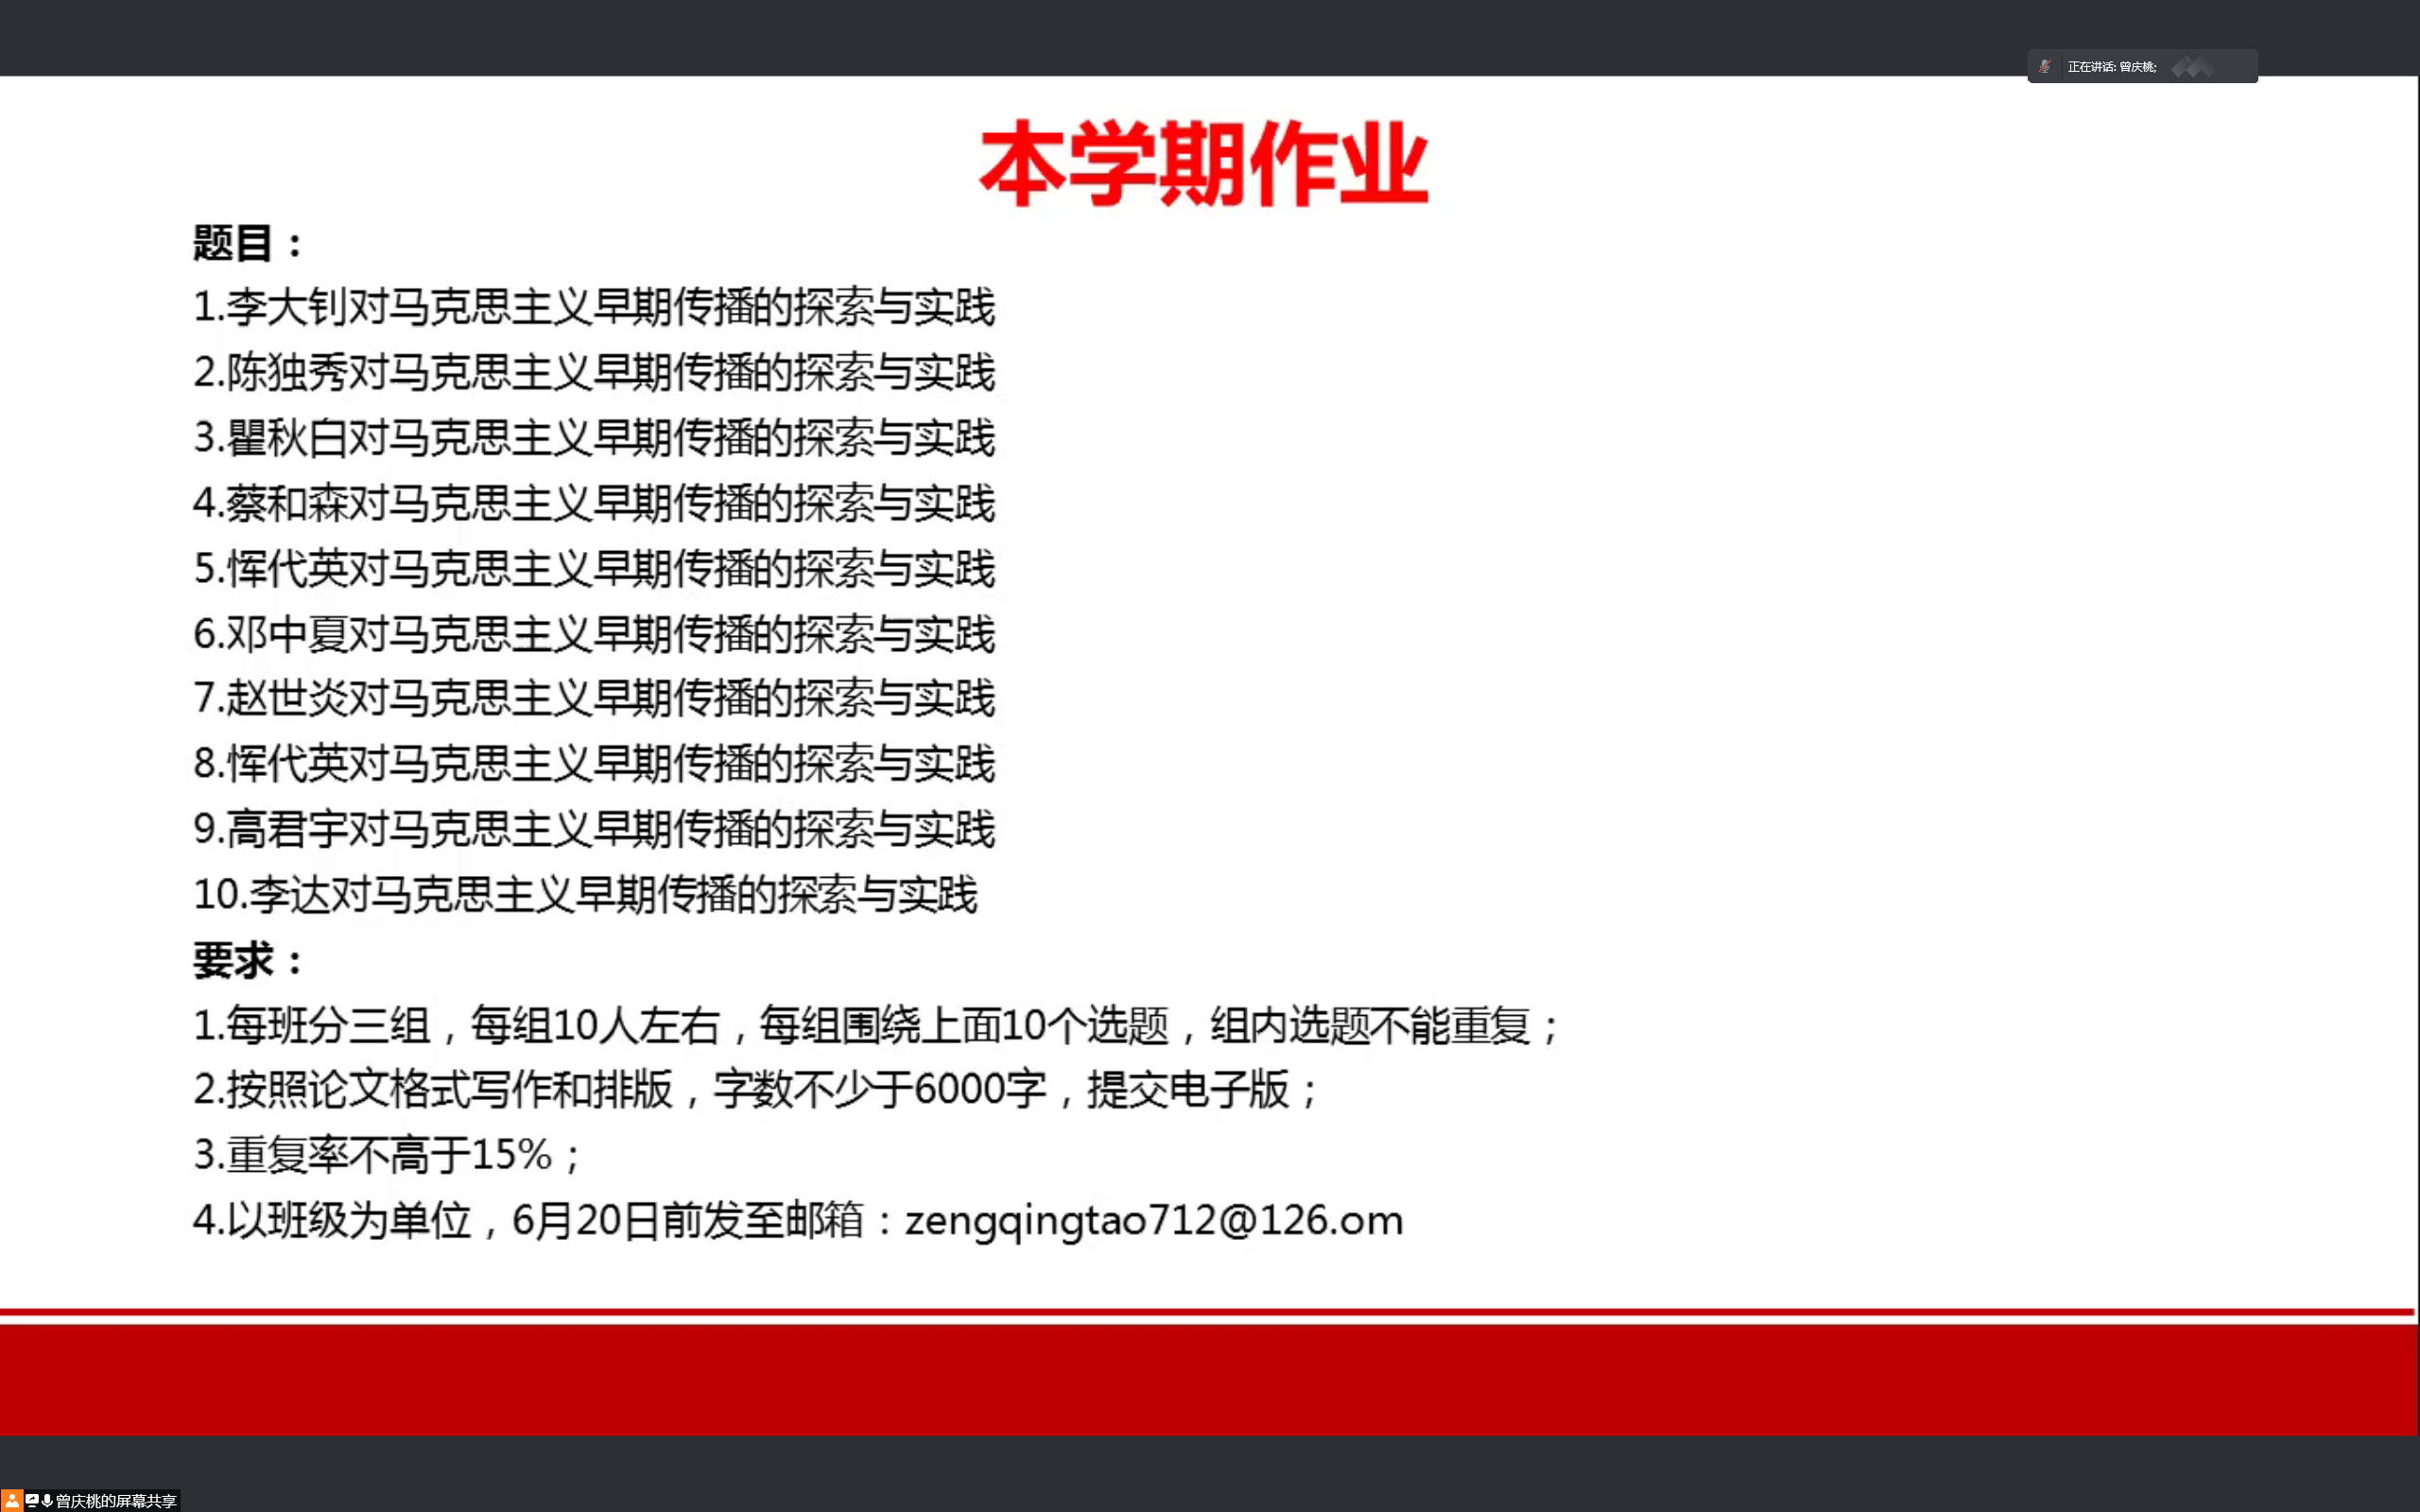 正在讲话: 曾庆桃;
本学期作业
题目：
1.李大钊对马克思主义早期传播的探索与实践
2.陈独秀对马克思主义早期传播的探索与实践
3.瞿秋白对马克思主义早期传播的探索与实践
4.蔡和森对马克思主义早期传播的探索与实践
5.恽代英对马克思主义早期传播的探索与实践
6.邓中夏对马克思主义早期传播的探索与实践
7.赵世炎对马克思主义早期传播的探索与实践
8.恽代英对马克思主义早期传播的探索与实践
9.高君宇对马克思主义早期传播的探索与实践
10.李达对马克思主义早期传播的探索与实践
要求：
1.每班分三组，每组10人左右，每组围绕上面10个选题，组内选题不能重复；
2.按照论文格式写作和排版，字数不少于6000字，提交电子版；
3.重复率不高于15%；
4.以班级为单位，6月20日前发至邮箱：zengqingtao712@126.om
曾庆桃的屏幕共享